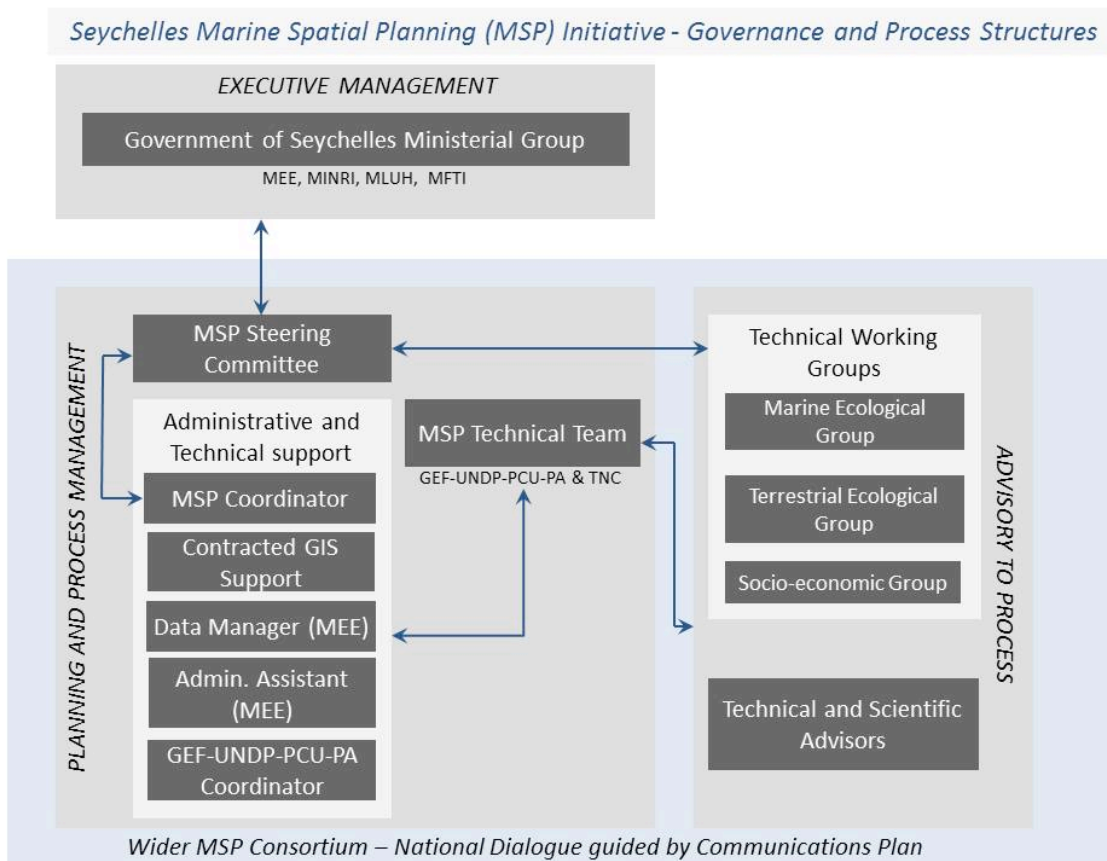 Seychelles Marine Spatial Planning (MSP) Initiative - Governance and Process Structures
EXECUTIVE MANAGEMENT
Government of Seychelles Ministerial Group
MEE, MINRI, MLUH, MFTI
PLANNING AND PROCESS MANAGEMENT
MSP Steering
Committee
Administrative and
Technical support
MSP Coordinator
Contracted GIS
Support
Data Manager (MEE)
Admin. Assistant
(MEE)
GEF-UNDP-PCU-PA
Coordinator
MSP Technical Team
GEF-UNDP-PCU-PA & TNC
Technical Working
Groups
Marine Ecological
Group
Terrestrial Ecological
Group
Socio-economic Group
Technical and Scientific
Advisors
ADVISORY TO PROCESS
Wider MSP Consortium – National Dialogue guided by Communications Plan